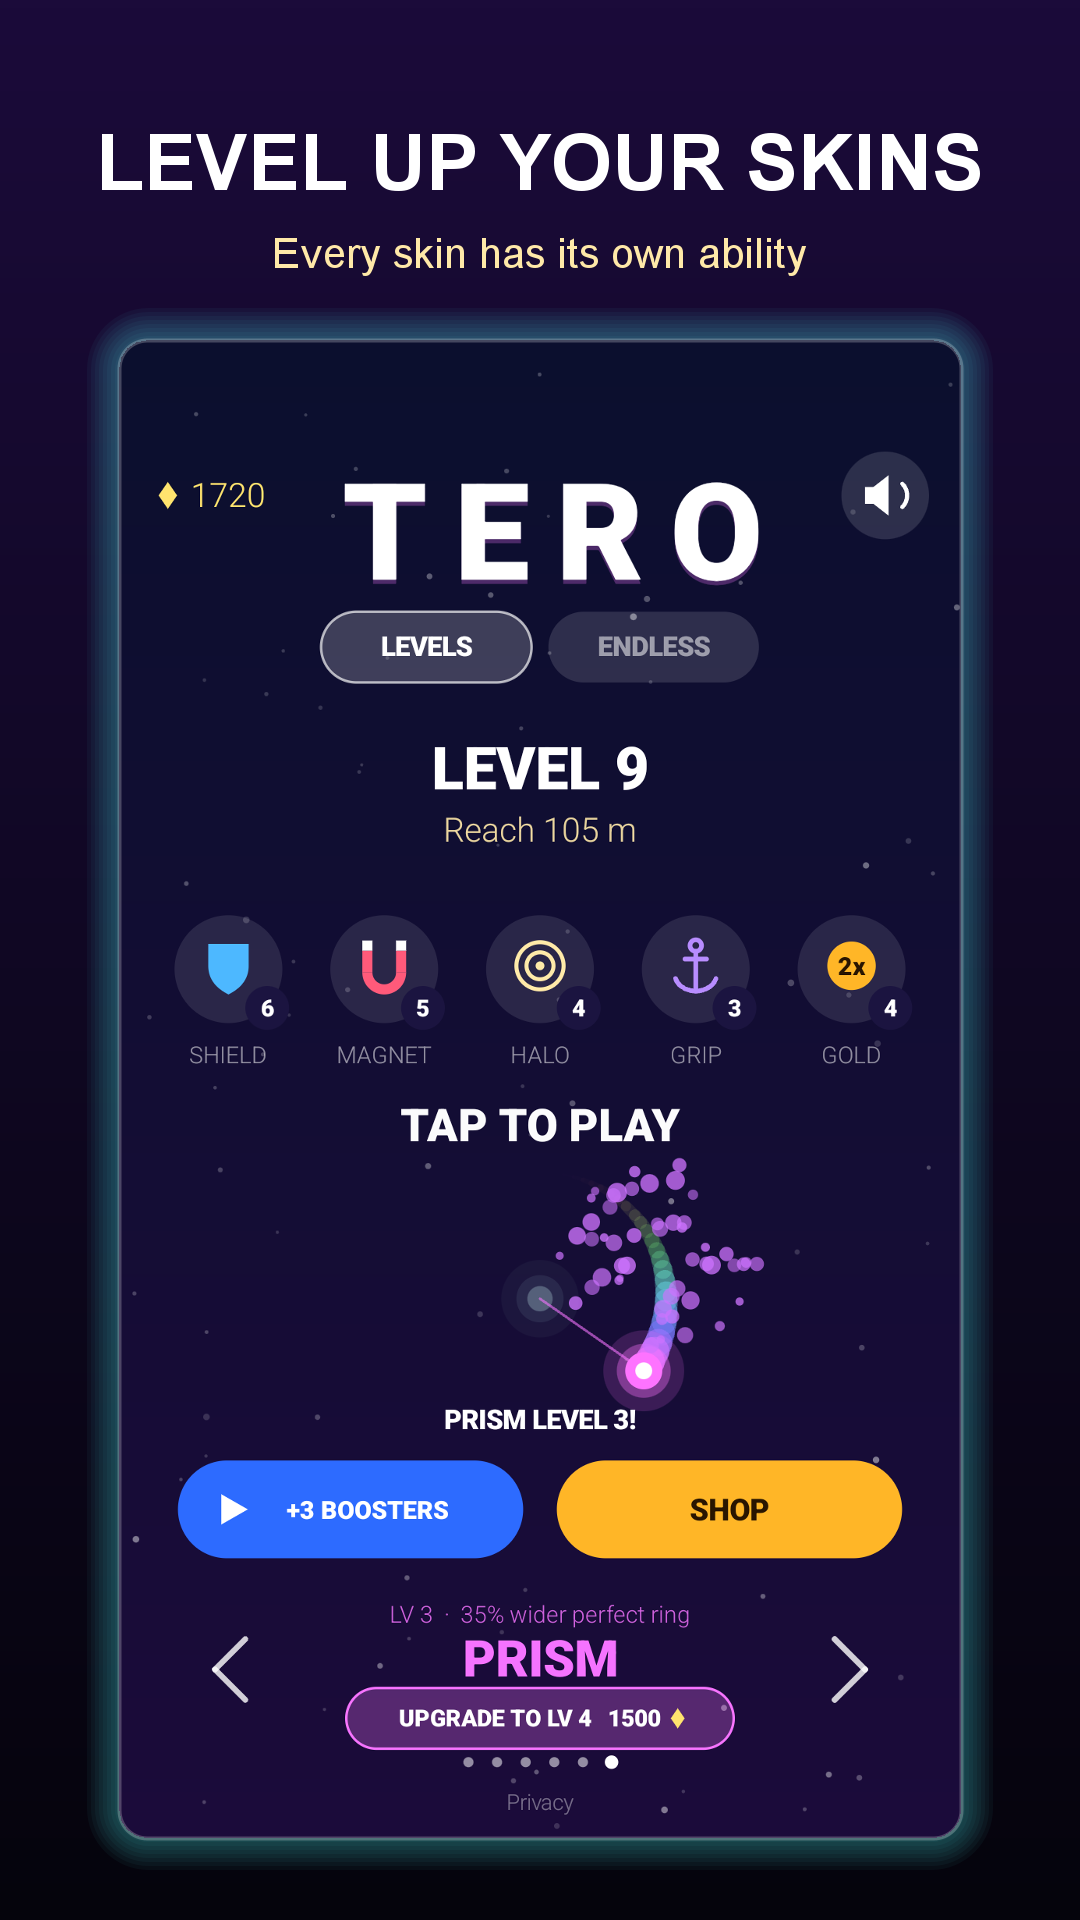 LEVEL UP YOUR SKINS
Every skin has its own ability
1720
TERO
LEVELS ENDLESS
LEVEL 9
Reach 105 m
2x
6 5 4 3 4
SHIELD MAGNET HALO GRIP GOLD
TAP TO PLAY
PRISM LEVEL 3!
+3 BOOSTERS SHOP
LV 3 · 35% wider perfect ring
PRISM
UPGRADE TO LV 4 1500
Privacy